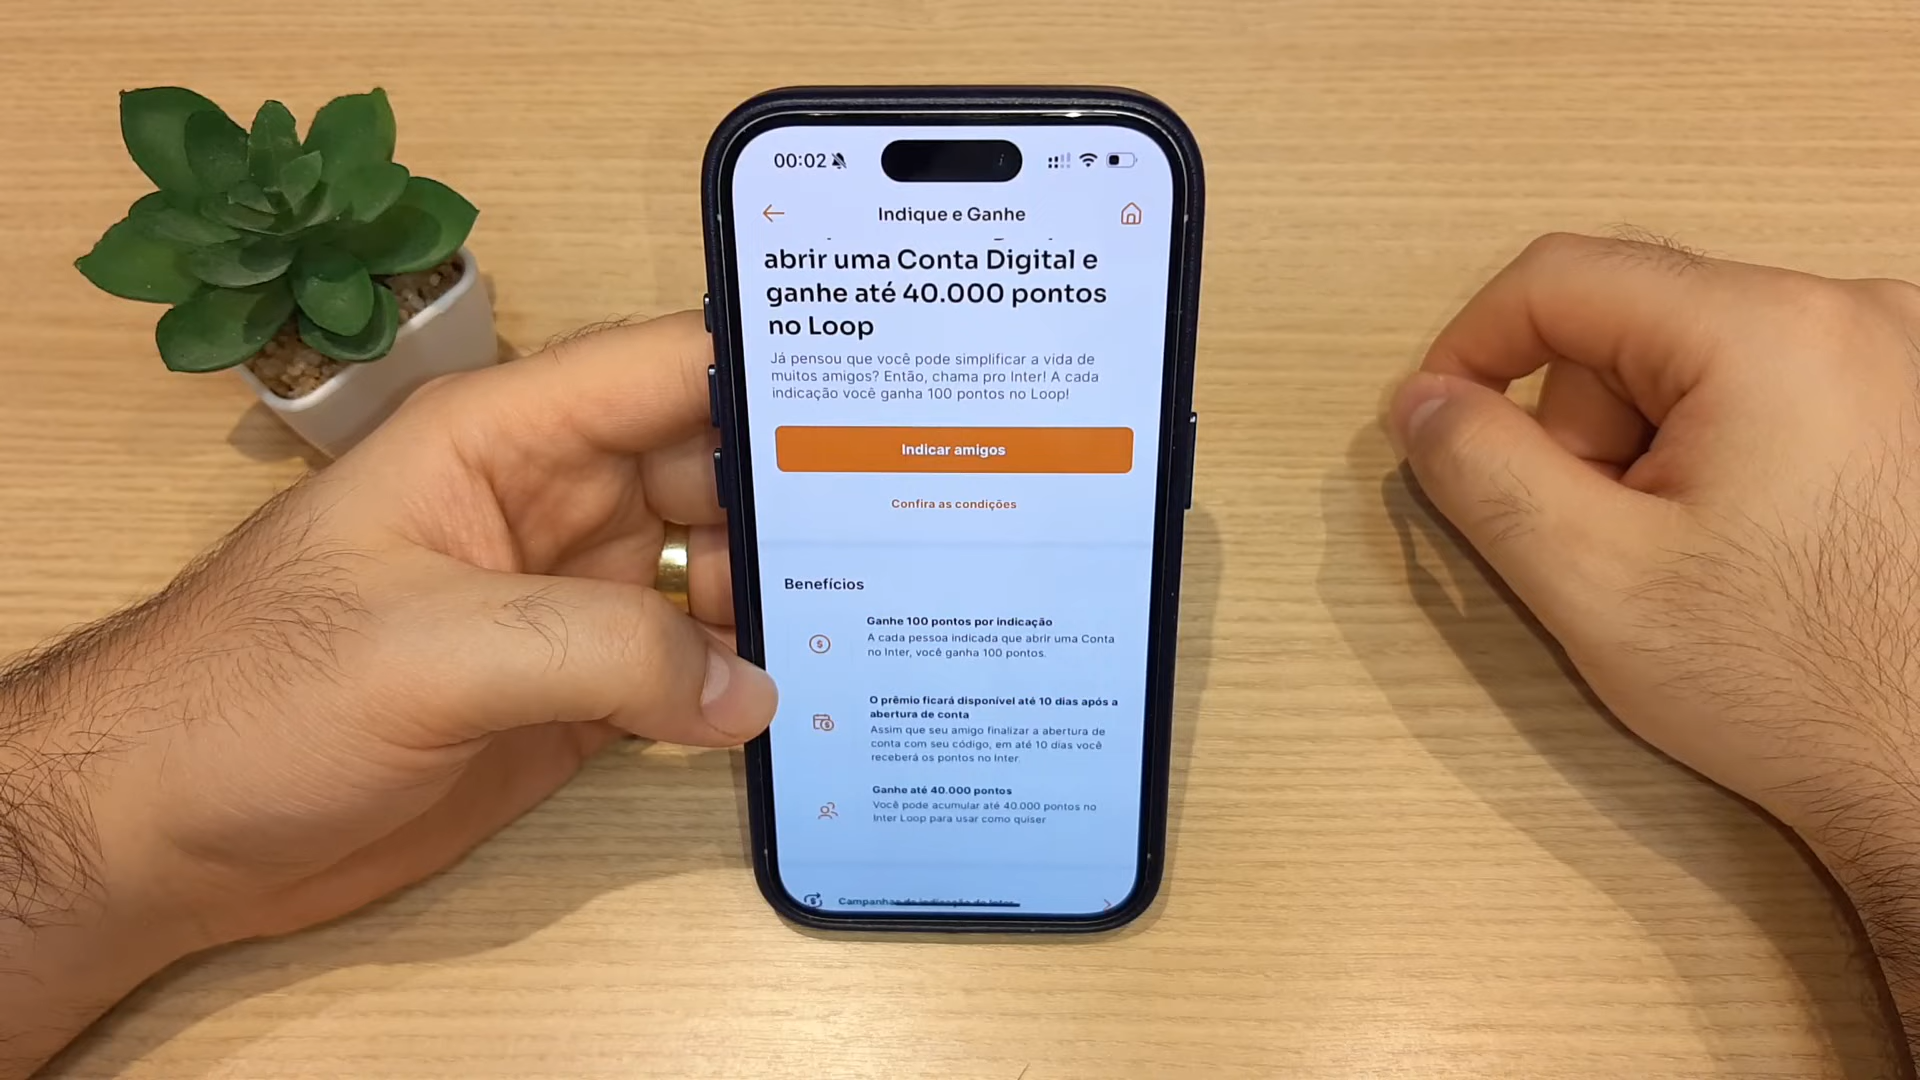 00:02
Indique e Ganhe
abrir uma Conta Digital e
ganhe até 40.000 pontos
no Loop
Já pensou que você pode simplificar a vida de
muitos amigos? Então, chama pro Inter! A cada
indicação você ganha 100 pontos no Loop!
Indicar amigos
Confira as condições
Benefícios
Ganhe 100 pontos por indicação
A cada pessoa indicada que abrir uma Conta
no Inter, você ganha 100 pontos.
O prêmio ficará disponível até 10 dias após a
abertura de conta
Assim que seu amigo finalizar a abertura de
conta com seu código, em até 10 dias você
receberá os pontos no Inter.
Ganhe até 40.000 pontos
Você pode acumular até 40.000 pontos no
Inter Loop para usar como quiser
Campanhas de indicação do Inter